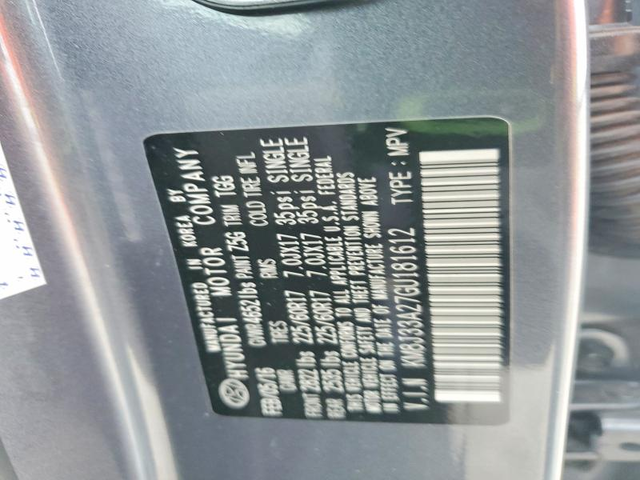 MANUFACTURED IN KOREA BY
HYUNDAI MOTOR COMPANY
FEB/05/16 GVWR:4652 lbs PAINT Z5G TRIM TGG
GAWR TIRES RIMS COLD TIRE INFL
FRONT 2822 lbs 225/60R17 7.0JX17 35psi SINGLE
REAR 2535 lbs 225/60R17 7.0JX17 35psi SINGLE
THIS VEHICLE CONFORMS TO ALL APPLICABLE U.S.A. FEDERAL
MOTOR VEHICLE SAFETY AND THEFT PREVENTION STANDARDS
IN EFFECT ON THE DATE OF MANUFACTURE SHOWN ABOVE
V.I.N KM8J33A27GU181612 TYPE : MPV